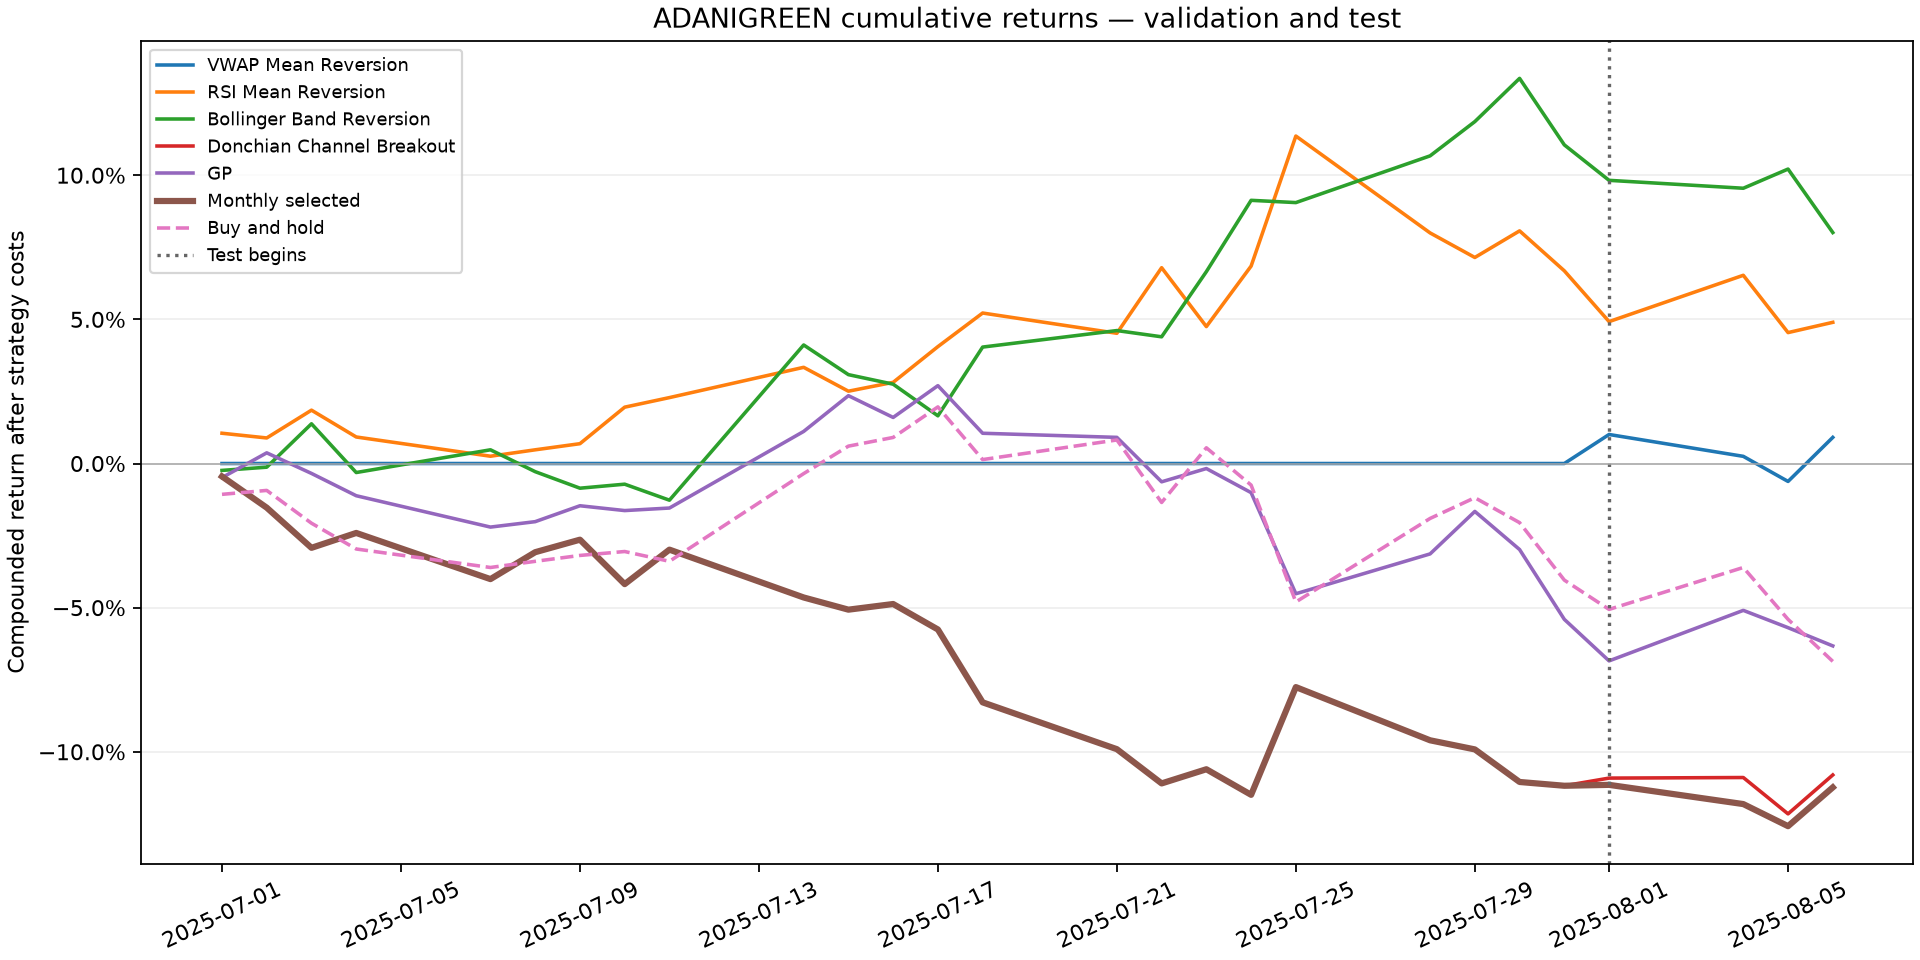 ADANIGREEN cumulative returns — validation and test
VWAP Mean Reversion
RSI Mean Reversion
Bollinger Band Reversion
Donchian Channel Breakout
GP
Monthly selected
Buy and hold
Test begins
Compounded return after strategy costs
10.0%
5.0%
0.0%
−5.0%
−10.0%
2025-07-01
2025-07-05
2025-07-09
2025-07-13
2025-07-17
2025-07-21
2025-07-25
2025-07-29
2025-08-01
2025-08-05